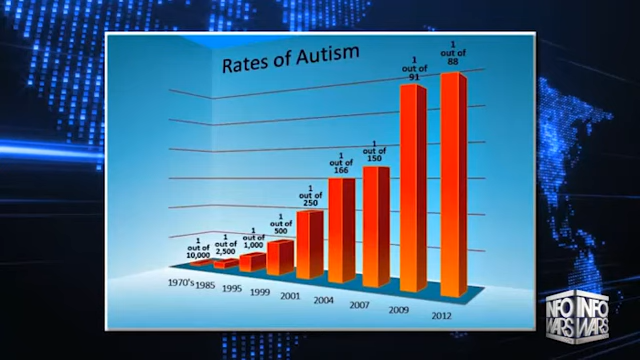 Rates of Autism
1
out of
10,000
1
out of
2,500
1
out of
1,000
1
out of
500
1
out of
250
1
out of
166
1
out of
150
1
out of
91
1
out of
88
1970's 1985 1995 1999 2001 2004 2007 2009 2012
INFO INFO
WARS WARS